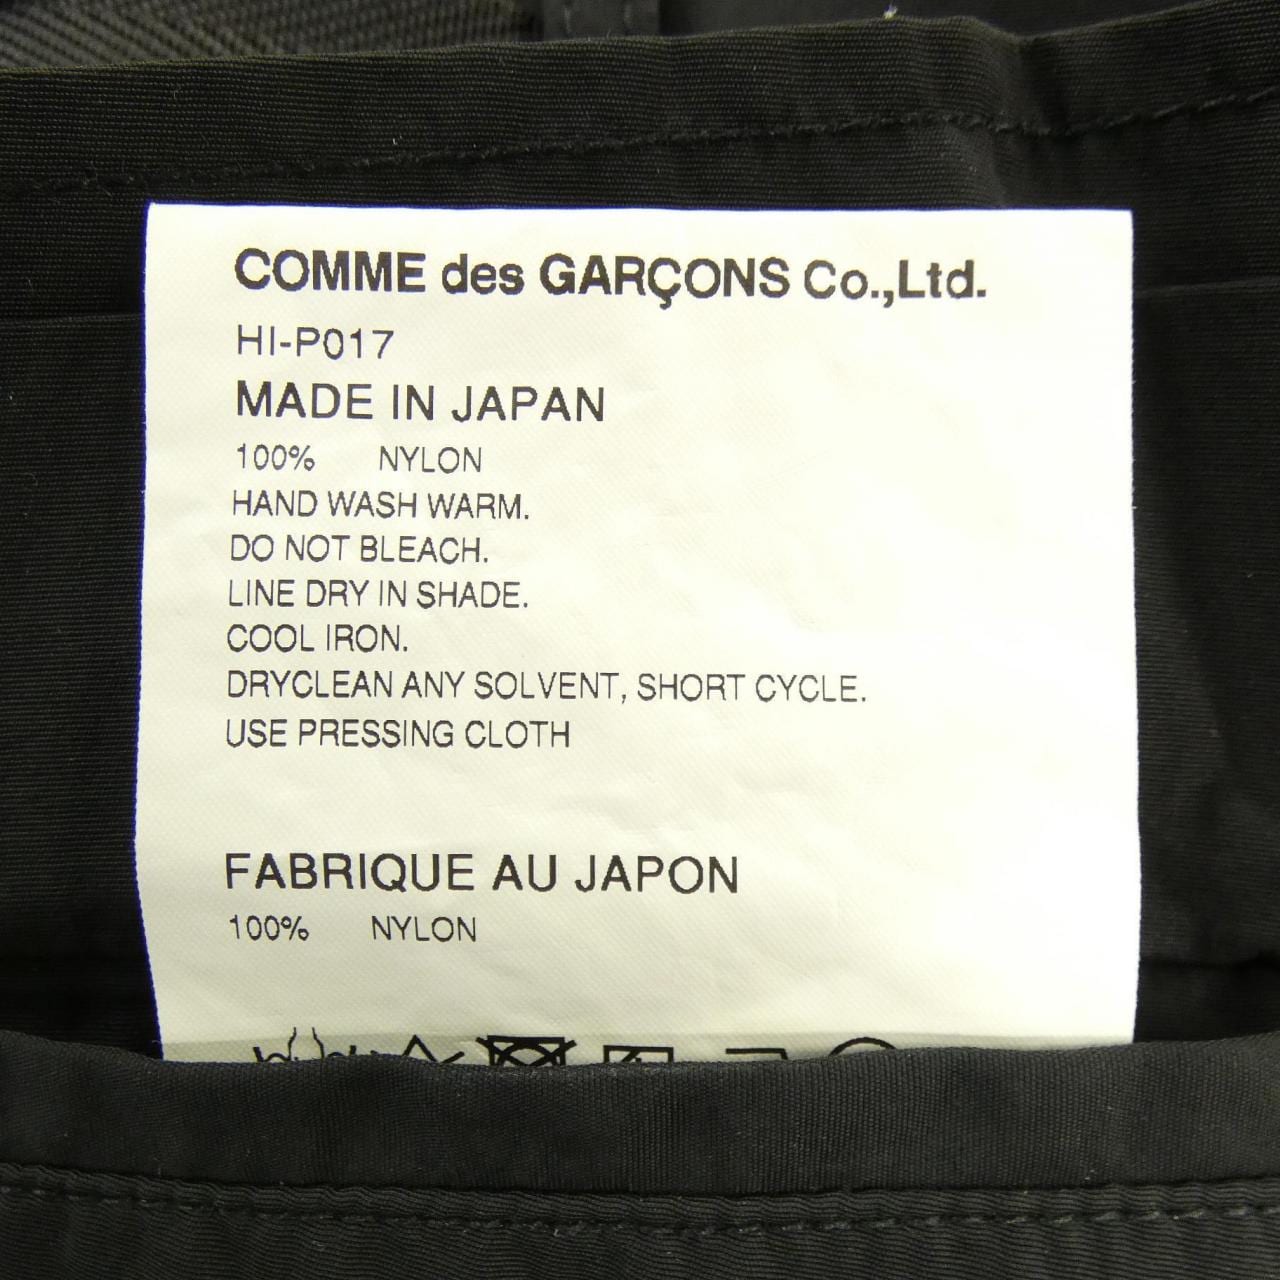 COMME des GARÇONS Co.,Ltd.
HI-P017
MADE IN JAPAN
100% NYLON
HAND WASH WARM.
DO NOT BLEACH.
LINE DRY IN SHADE.
COOL IRON.
DRYCLEAN ANY SOLVENT, SHORT CYCLE.
USE PRESSING CLOTH
FABRIQUE AU JAPON
100% NYLON